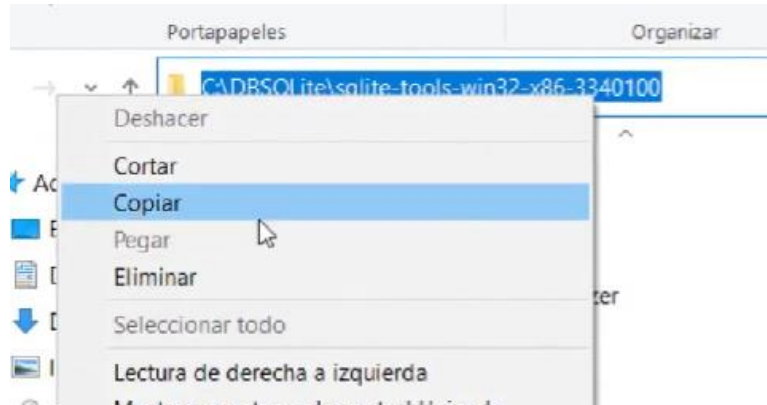 Portapapeles
Organizar
C:\DBSQLite\sqlite-tools-win32-x86-3340100
Deshacer
Cortar
Copiar
Pegar
Eliminar
zer
Seleccionar todo
Lectura de derecha a izquierda